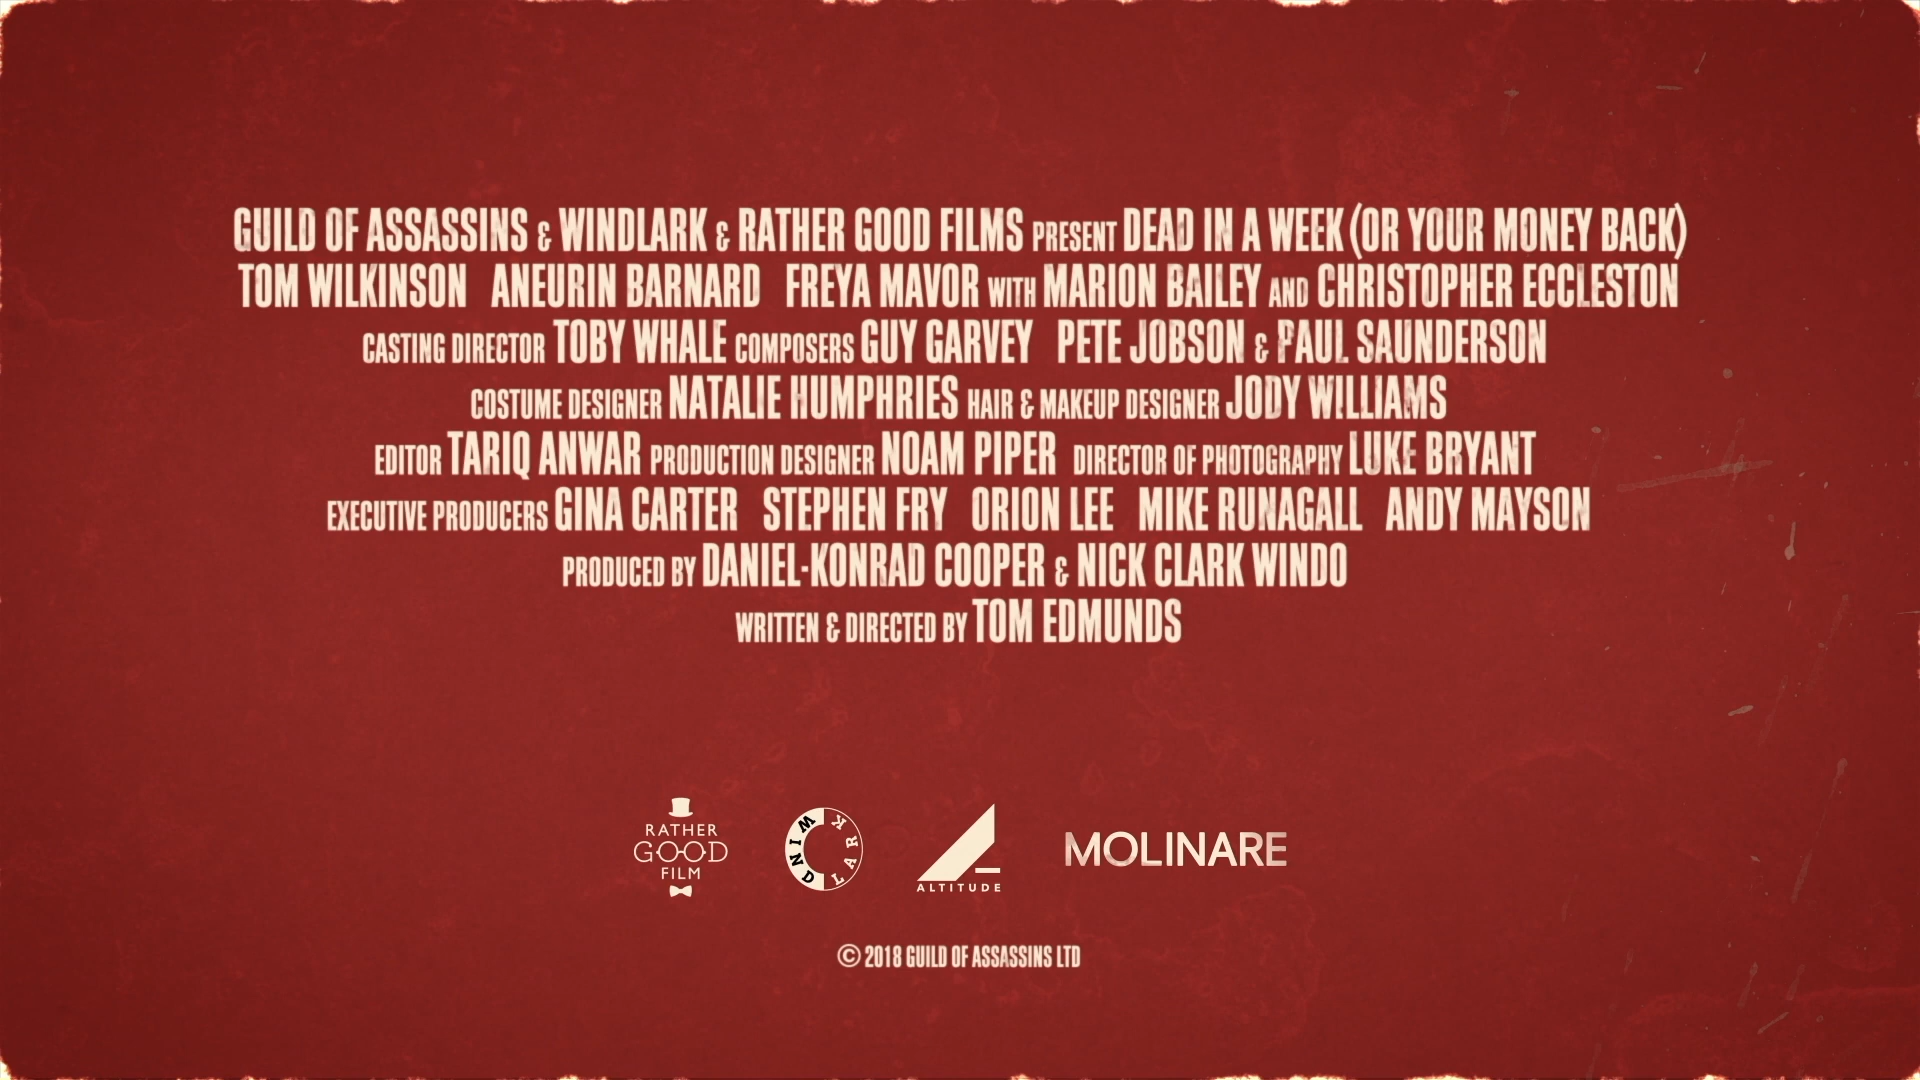 GUILD OF ASSASSINS & WINDLARK & RATHER GOOD FILMS PRESENT DEAD IN A WEEK (OR YOUR MONEY BACK)
TOM WILKINSON ANEURIN BARNARD FREYA MAVOR WITH MARION BAILEY AND CHRISTOPHER ECCLESTON
CASTING DIRECTOR TOBY WHALE COMPOSERS GUY GARVEY PETE JOBSON & PAUL SAUNDERSON
COSTUME DESIGNER NATALIE HUMPHRIES HAIR & MAKEUP DESIGNER JODY WILLIAMS
EDITOR TARIQ ANWAR PRODUCTION DESIGNER NOAM PIPER DIRECTOR OF PHOTOGRAPHY LUKE BRYANT
EXECUTIVE PRODUCERS GINA CARTER STEPHEN FRY ORION LEE MIKE RUNAGALL ANDY MAYSON
PRODUCED BY DANIEL-KONRAD COOPER & NICK CLARK WINDO
WRITTEN & DIRECTED BY TOM EDMUNDS
RATHER
GOOD
FILM
WINDLARK
ALTITUDE
MOLINARE
© 2018 GUILD OF ASSASSINS LTD